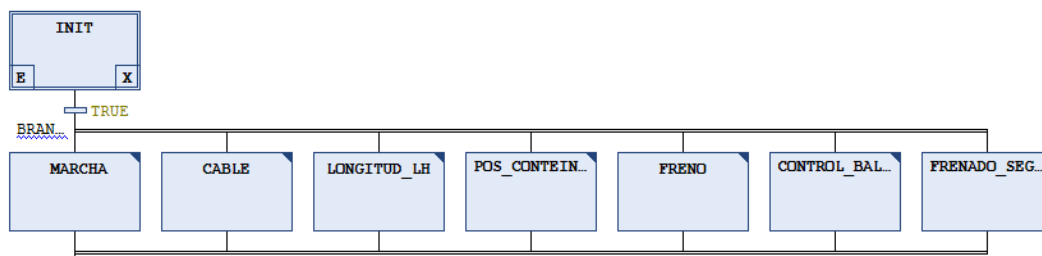 INIT
E X
TRUE
BRAN...
MARCHA CABLE LONGITUD_LH POS_CONTEIN... FRENO CONTROL_BAL... FRENADO_SEG...